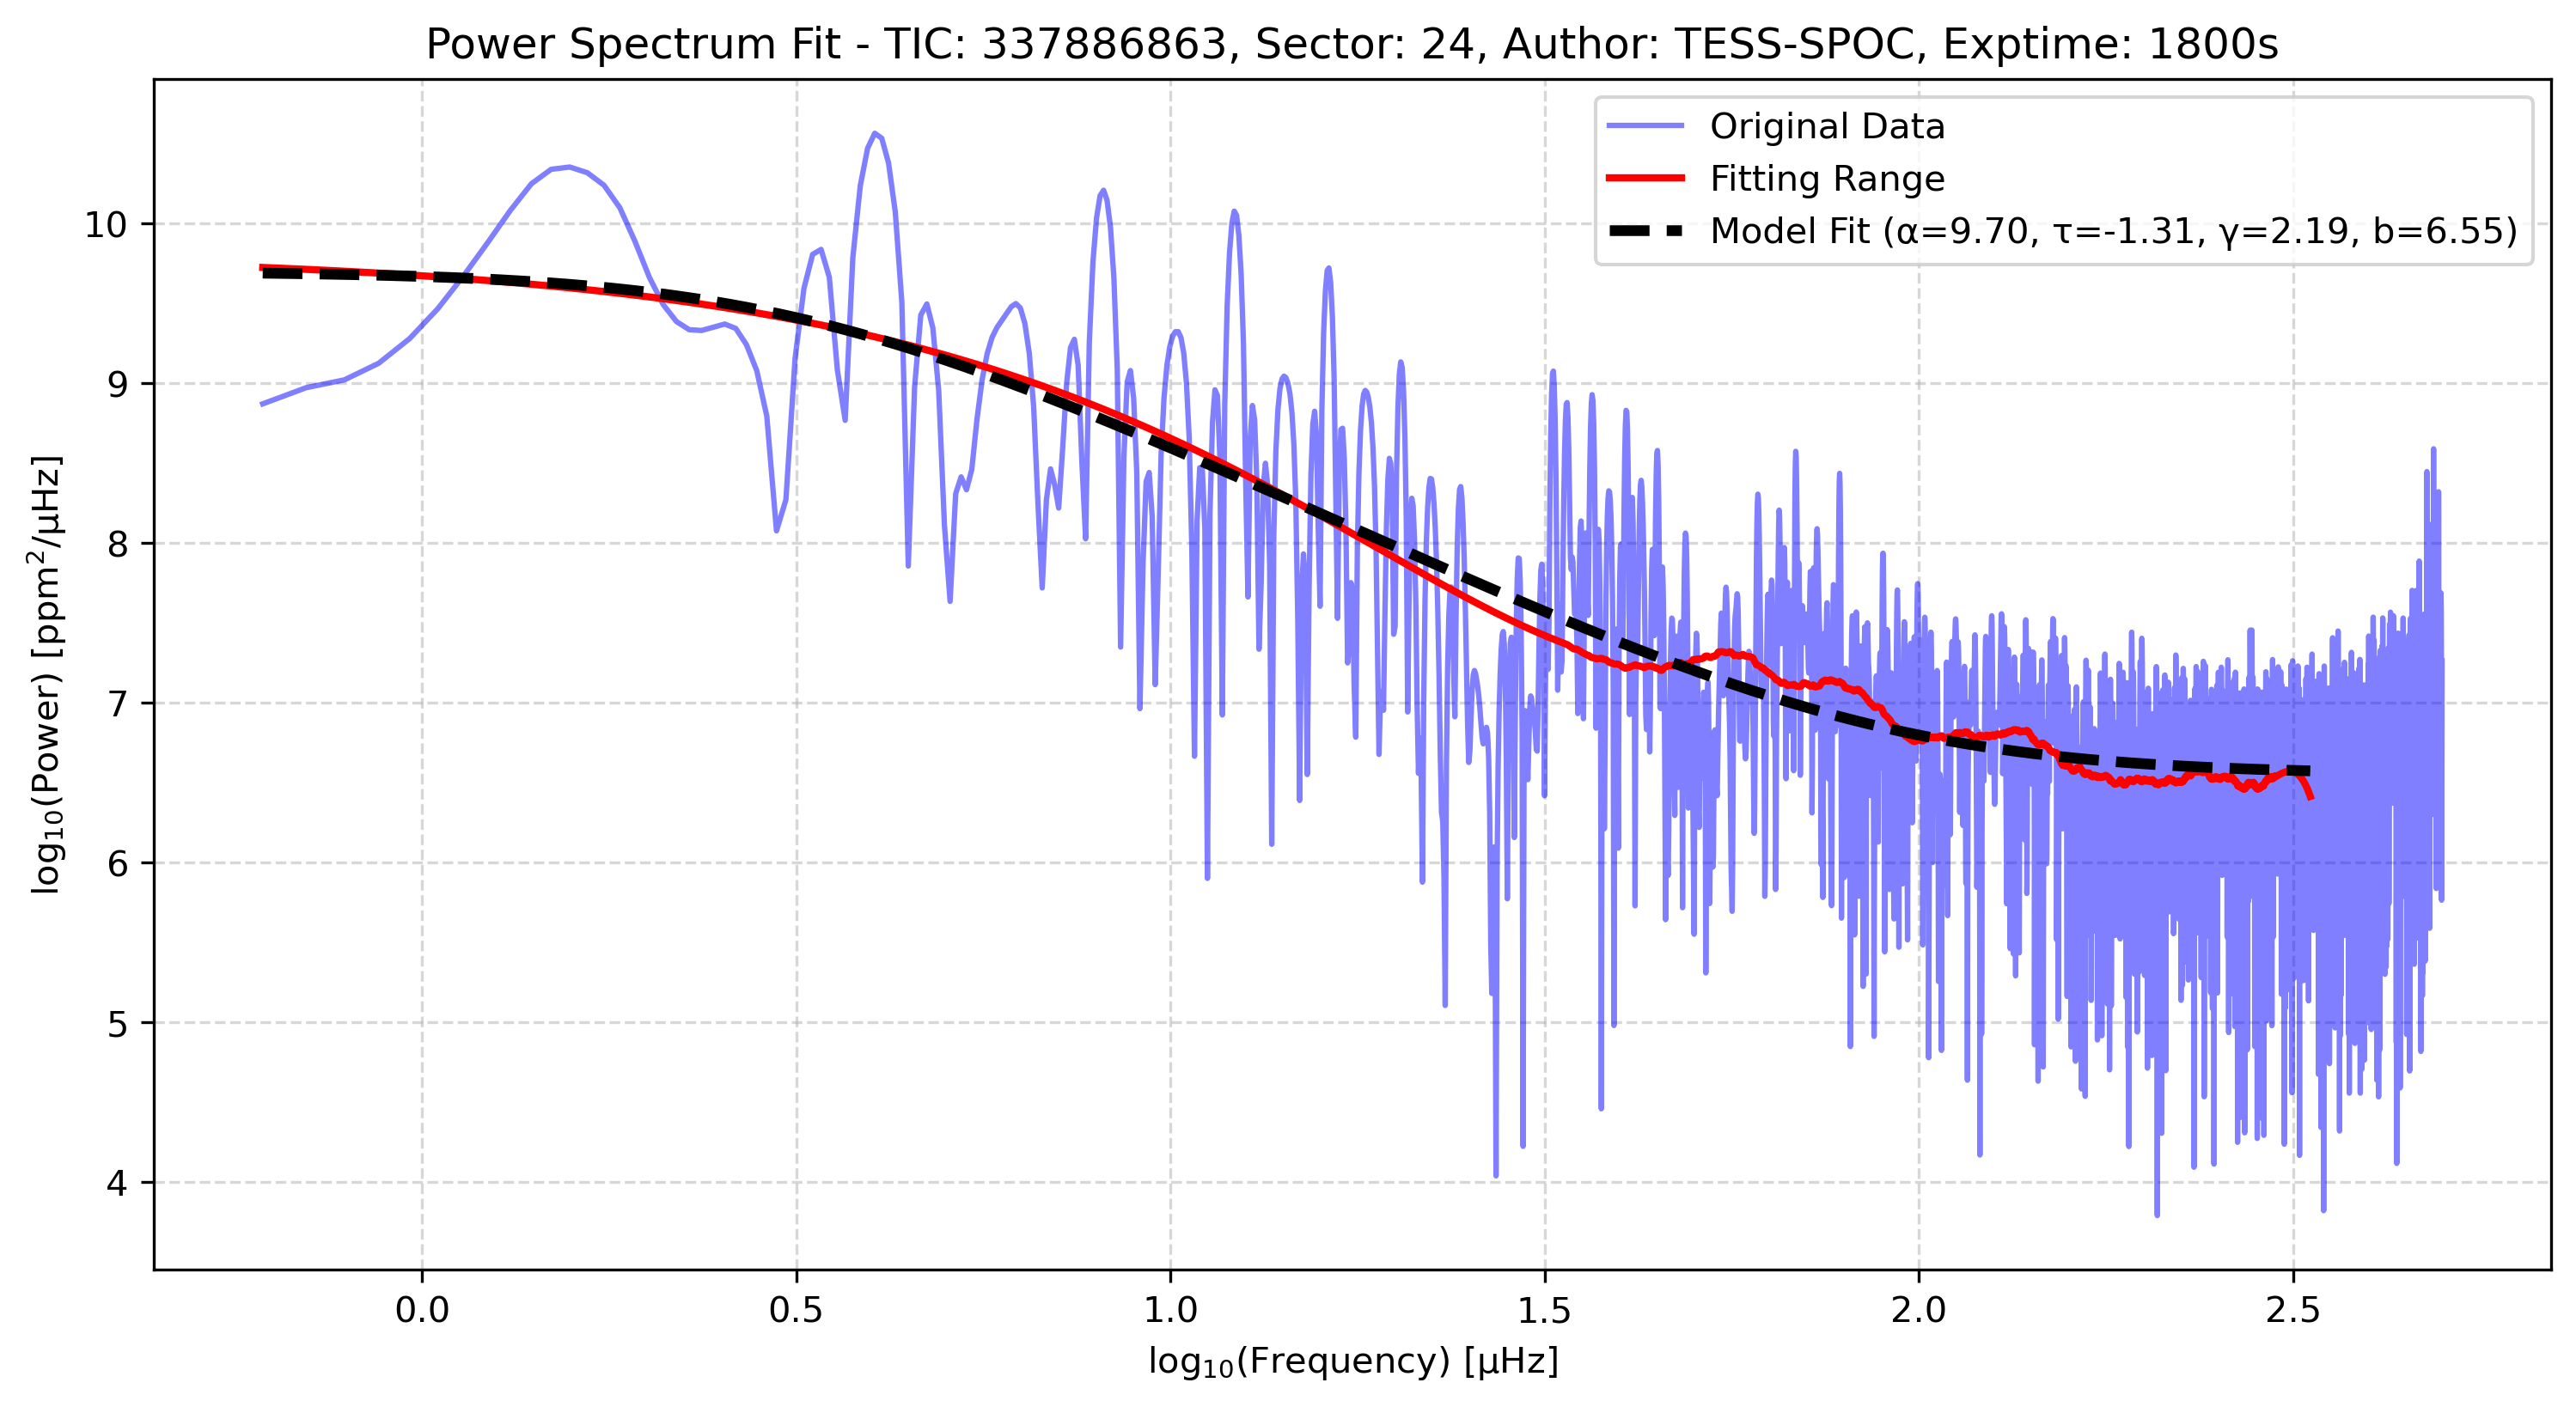 Power Spectrum Fit - TIC: 337886863, Sector: 24, Author: TESS-SPOC, Exptime: 1800s
Original Data
Fitting Range
Model Fit (α=9.70, τ=-1.31, γ=2.19, b=6.55)
log₁₀(Power) [ppm²/μHz]
10
9
8
7
6
5
4
0.0 0.5 1.0 1.5 2.0 2.5
log₁₀(Frequency) [μHz]